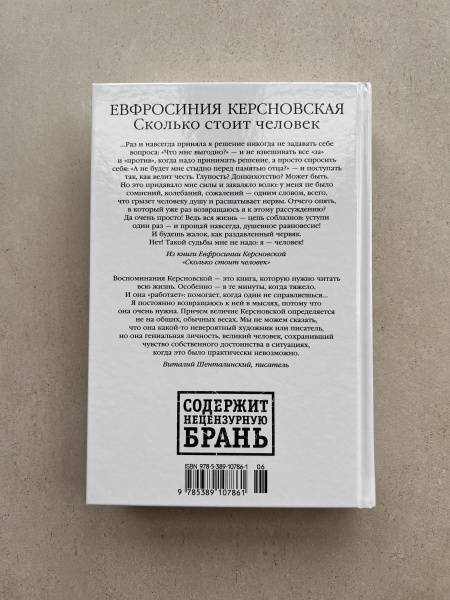 ЕВФРОСИНИЯ КЕРСНОВСКАЯ
Сколько стоит человек
...Раз и навсегда приняла я решение никогда не задавать себе
вопроса: «Что мне выгодно?» — и не взвешивать все «за»
и «против», когда надо принимать решение, а просто спросить
себя: «А не будет мне стыдно перед памятью отца?» — и поступать
так, как велит честь. Глупость? Донкихотство? Может быть.
Но это придавало мне силы и закаляло волю: у меня не было
сомнений, колебаний, сожалений — одним словом, всего,
что грызет человеку душу и расшатывает нервы. Отчего опять,
в который уже раз возвращаюсь я к этому рассуждению?
Да очень просто! Ведь вся жизнь — цепь соблазнов: уступи
один раз — и прощай навсегда, душевное равновесие!
И будешь жалок, как раздавленный червяк.
Нет! Такой судьбы мне не надо: я — человек!
Из книги Евфросинии Керсновской
«Сколько стоит человек»
Воспоминания Керсновской — это книга, которую нужно читать
всю жизнь. Особенно — в те минуты, когда тяжело.
И она «работает»: помогает, когда один не справляешься...
Я постоянно возвращаюсь к ней в мыслях, потому что
она очень нужна. Причем величие Керсновской определяется
не на общих, обычных весах. Мы не можем сказать,
что она какой-то невероятный художник или писатель,
но она гениальная личность, великий человек, сохранивший
чувство собственного достоинства в ситуациях,
когда это было практически невозможно.
Виталий Шенталинский, писатель
СОДЕРЖИТ
НЕЦЕНЗУРНУЮ
БРАНЬ
ISBN 978-5-389-10786-1 06
9 785389 107861